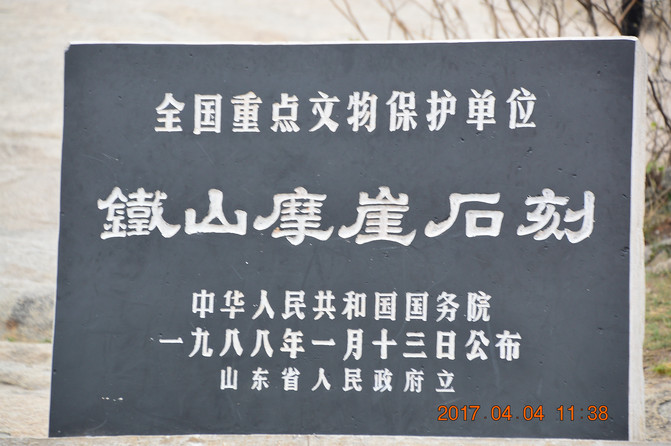 全国重点文物保护单位
鐵山摩崖石刻
中华人民共和国国务院
一九八八年一月十三日公布
山东省人民政府立
2017.04.04 11:38